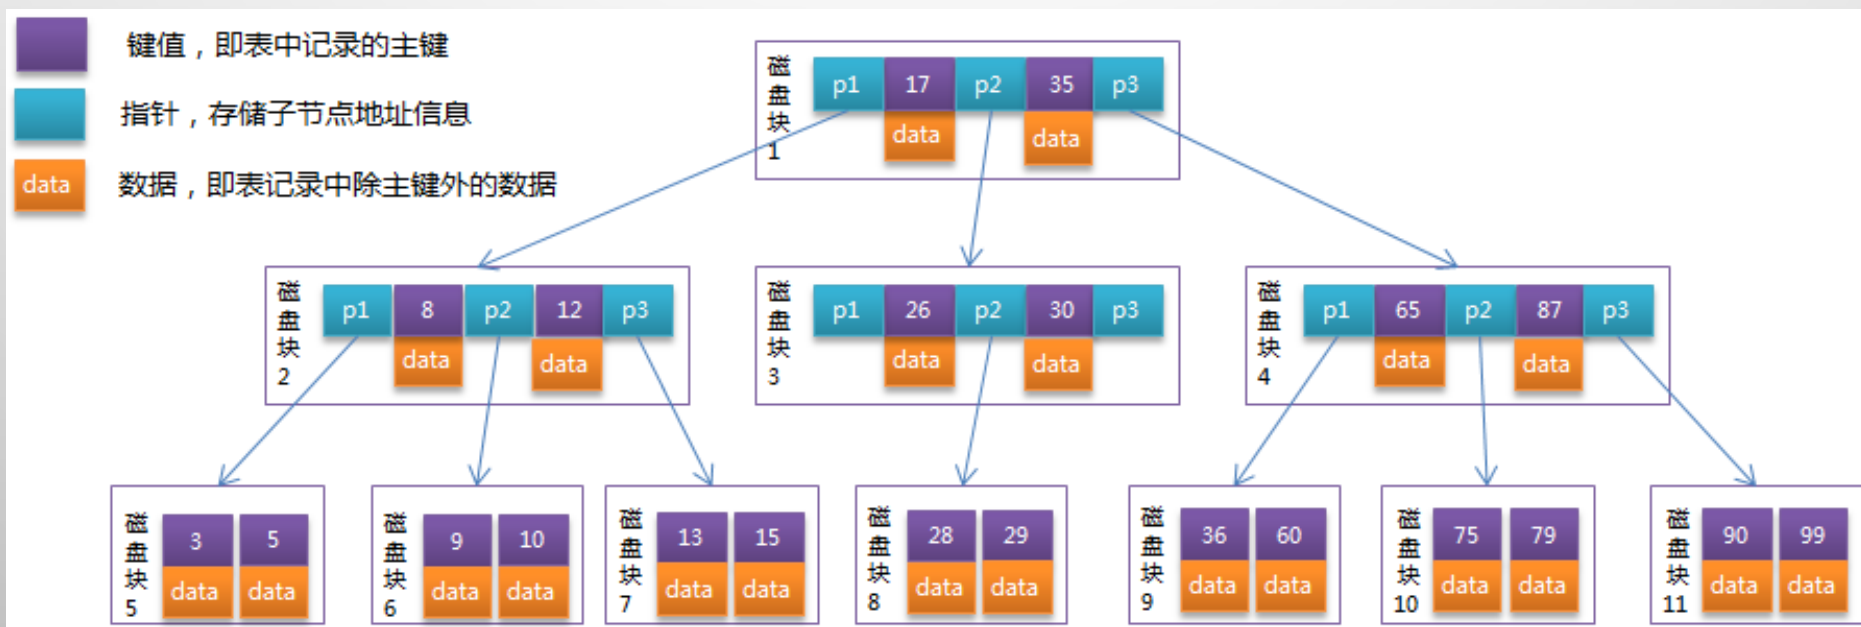 键值，即表中记录的主键
指针，存储子节点地址信息
data 数据，即表记录中除主键外的数据
磁盘块1
p1 17 p2 35 p3
data data
磁盘块2
p1 8 p2 12 p3
data data
磁盘块3
p1 26 p2 30 p3
data data
磁盘块4
p1 65 p2 87 p3
data data
磁盘块5
3 5
data data
磁盘块6
9 10
data data
磁盘块7
13 15
data data
磁盘块8
28 29
data data
磁盘块9
36 60
data data
磁盘块10
75 79
data data
磁盘块11
90 99
data data